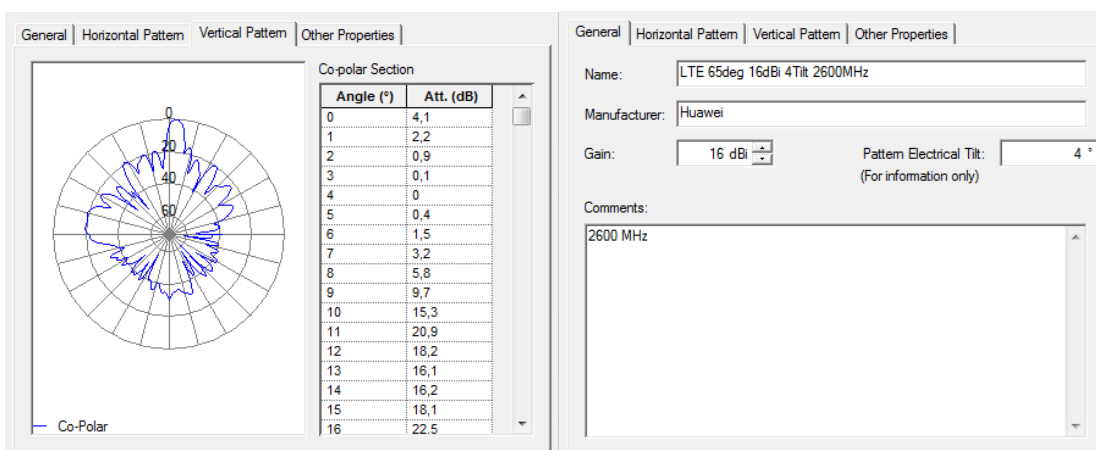 General Horizontal Pattern Vertical Pattern Other Properties
0
20
40
60
Co-Polar
Co-polar Section
Angle (°) Att. (dB)
0 4,1
1 2,2
2 0,9
3 0,1
4 0
5 0,4
6 1,5
7 3,2
8 5,8
9 9,7
10 15,3
11 20,9
12 18,2
13 16,1
14 16,2
15 18,1
16 22,5
General Horizontal Pattern Vertical Pattern Other Properties
Name: LTE 65deg 16dBi 4Tilt 2600MHz
Manufacturer: Huawei
Gain: 16 dBi Pattern Electrical Tilt: 4 °
(For information only)
Comments:
2600 MHz